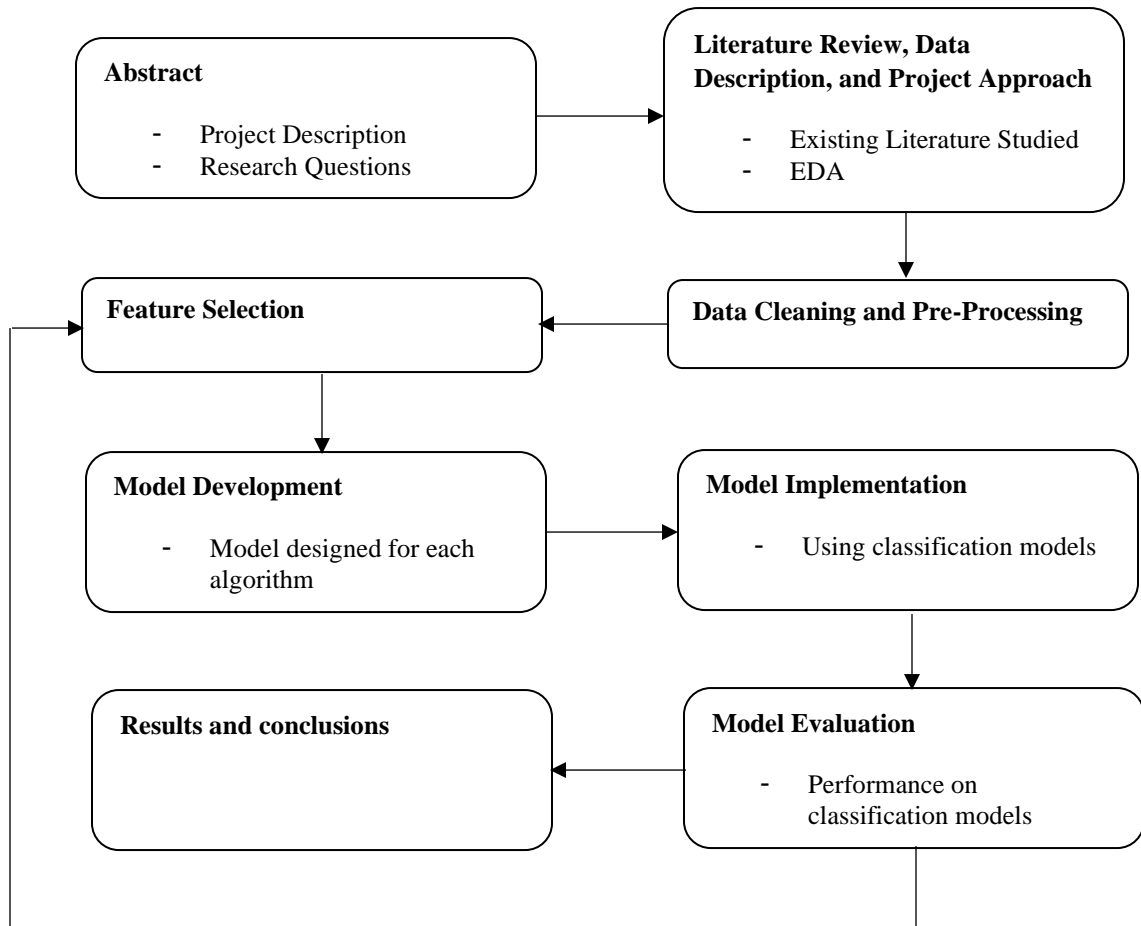 Abstract
- Project Description
- Research Questions
Literature Review, Data
Description, and Project Approach
- Existing Literature Studied
- EDA
Data Cleaning and Pre-Processing
Feature Selection
Model Development
- Model designed for each
algorithm
Model Implementation
- Using classification models
Model Evaluation
- Performance on
classification models
Results and conclusions